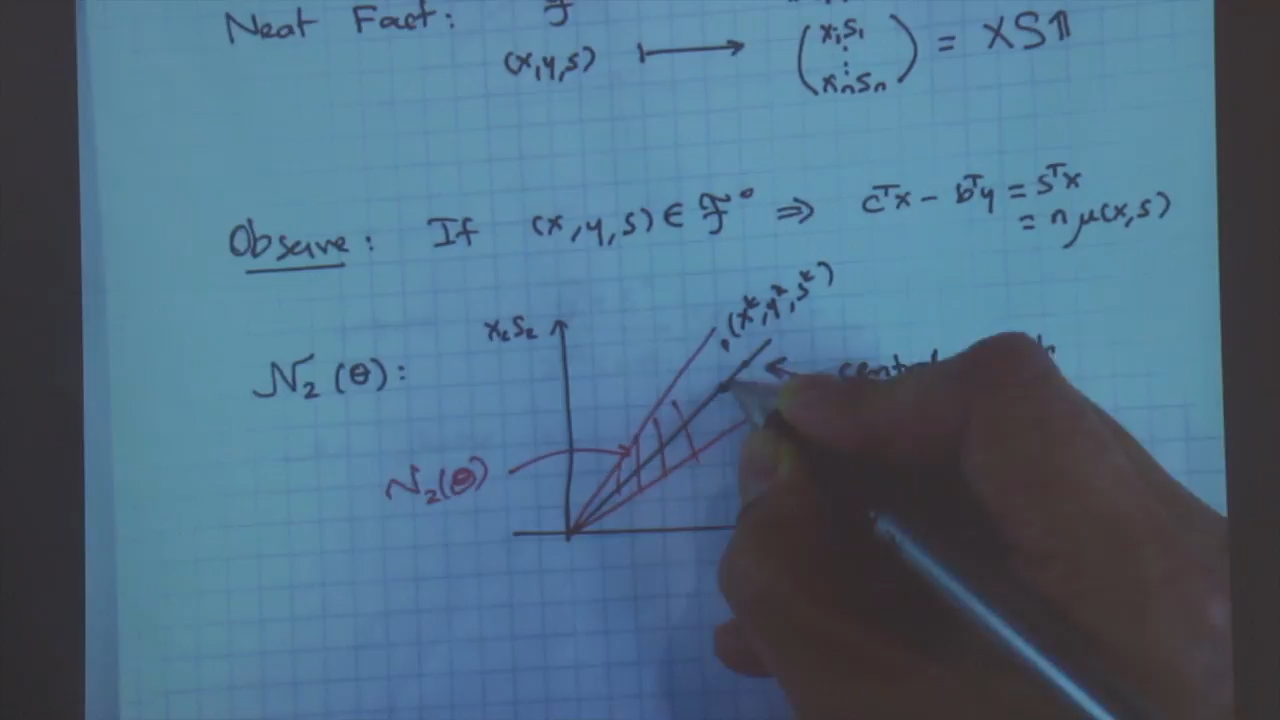 Neat Fact: F
(x,y,s) ⟼ (x₁s₁ ⋮ xₙsₙ) = XS𝟙
Observe: If (x,y,s) ∈ F° ⇒ cᵀx - bᵀy = sᵀx
= nμ(x,s)
(xᵏ,yᵏ,sᵏ)
x₂s₂
N₂(θ):
N₂(θ)